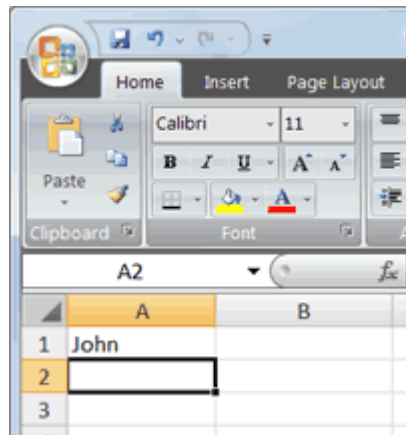 Home Insert Page Layout
Calibri 11
B I U A A
Paste
A
Clipboard Font
A2 fx
A B
1 John
2
3